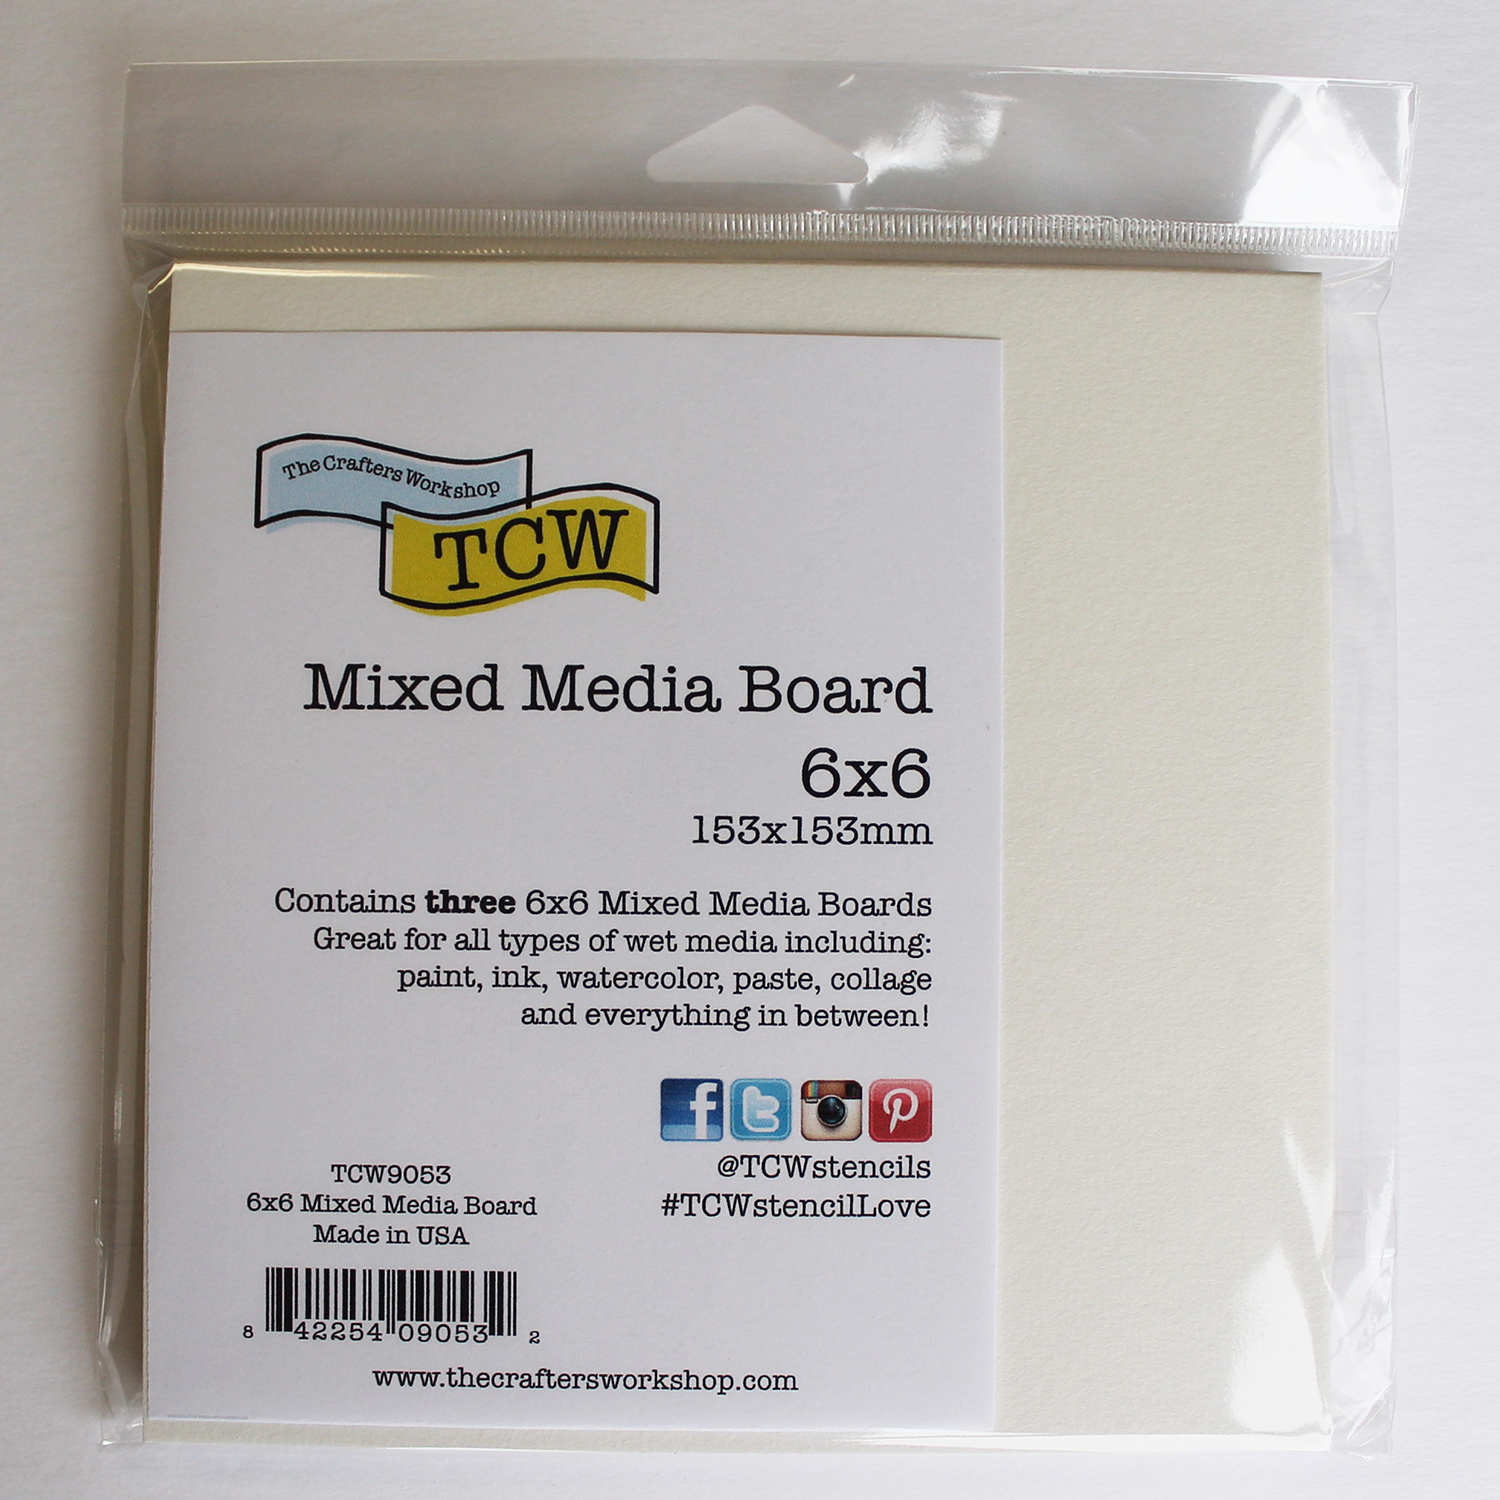 The Crafters Workshop
TCW
Mixed Media Board
6x6
153x153mm
Contains three 6x6 Mixed Media Boards
Great for all types of wet media including:
paint, ink, watercolor, paste, collage
and everything in between!
f t P
@TCWstencils
#TCWstencilLove
TCW9053
6x6 Mixed Media Board
Made in USA
8 42254 09053 2
www.thecraftersworkshop.com